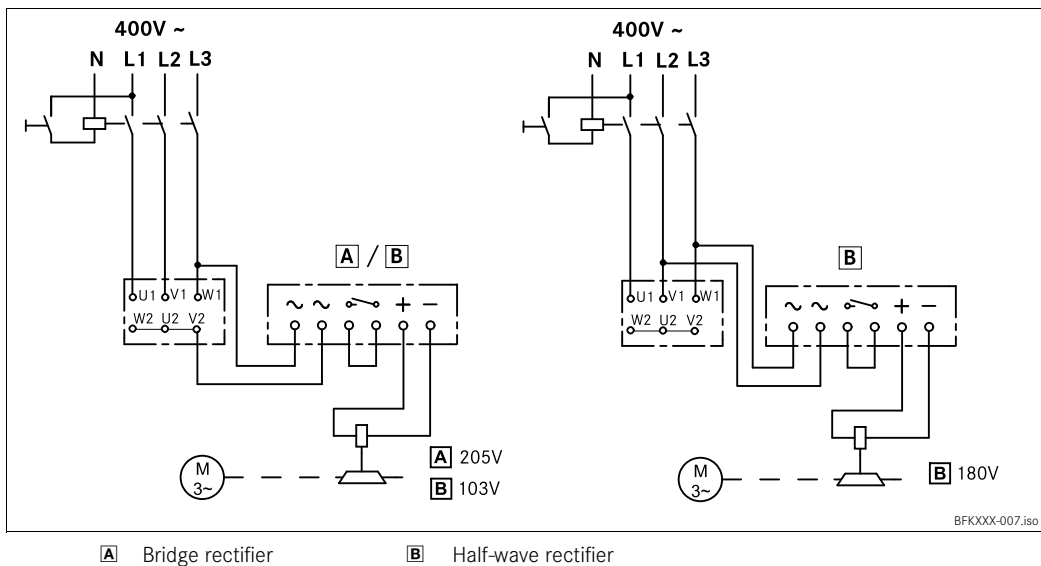 400V ~
N L1 L2 L3
A / B
U1 V1 W1
W2 U2 V2
~ ~ + −
M
3~
A 205V
B 103V
400V ~
N L1 L2 L3
B
U1 V1 W1
W2 U2 V2
~ ~ + −
M
3~
B 180V
BFKXXX-007.iso
A Bridge rectifier B Half-wave rectifier